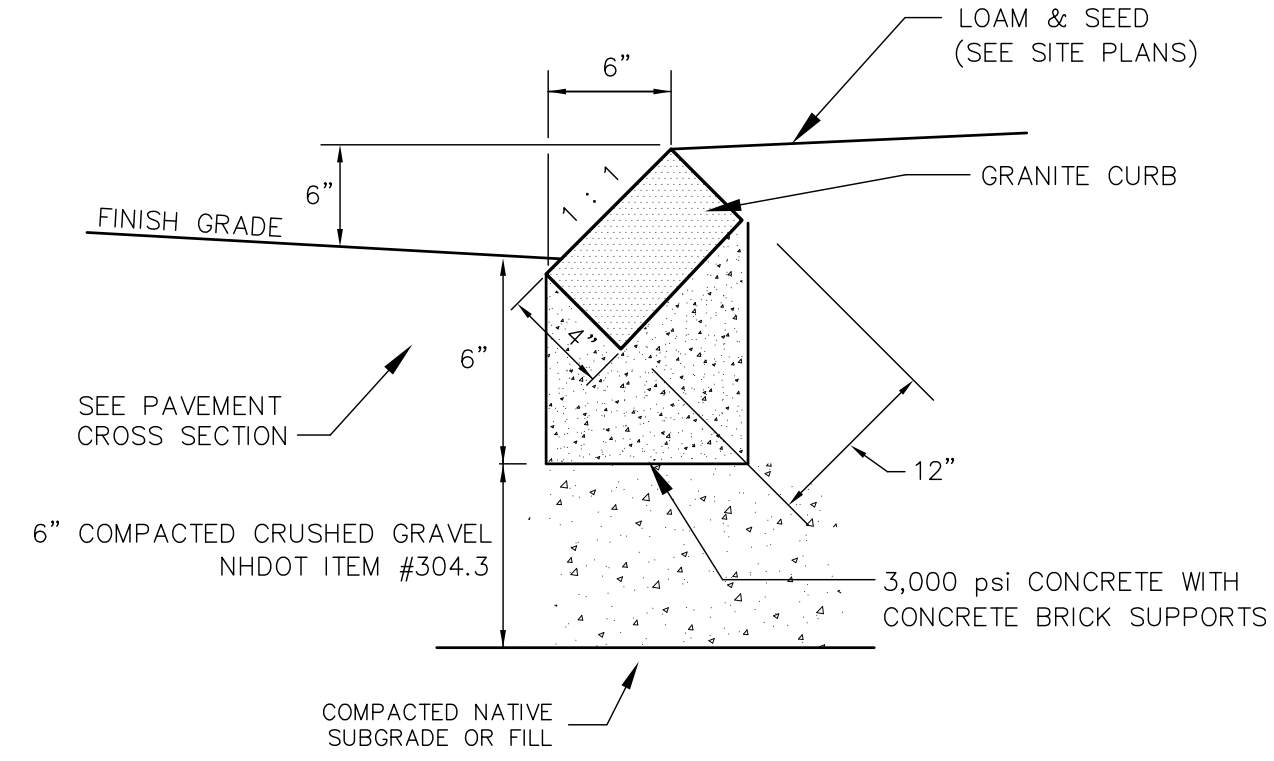 LOAM & SEED
(SEE SITE PLANS)
6"
GRANITE CURB
1 : 1
6"
FINISH GRADE
4"
6"
SEE PAVEMENT
CROSS SECTION
12"
6" COMPACTED CRUSHED GRAVEL
NHDOT ITEM #304.3
3,000 psi CONCRETE WITH
CONCRETE BRICK SUPPORTS
COMPACTED NATIVE
SUBGRADE OR FILL